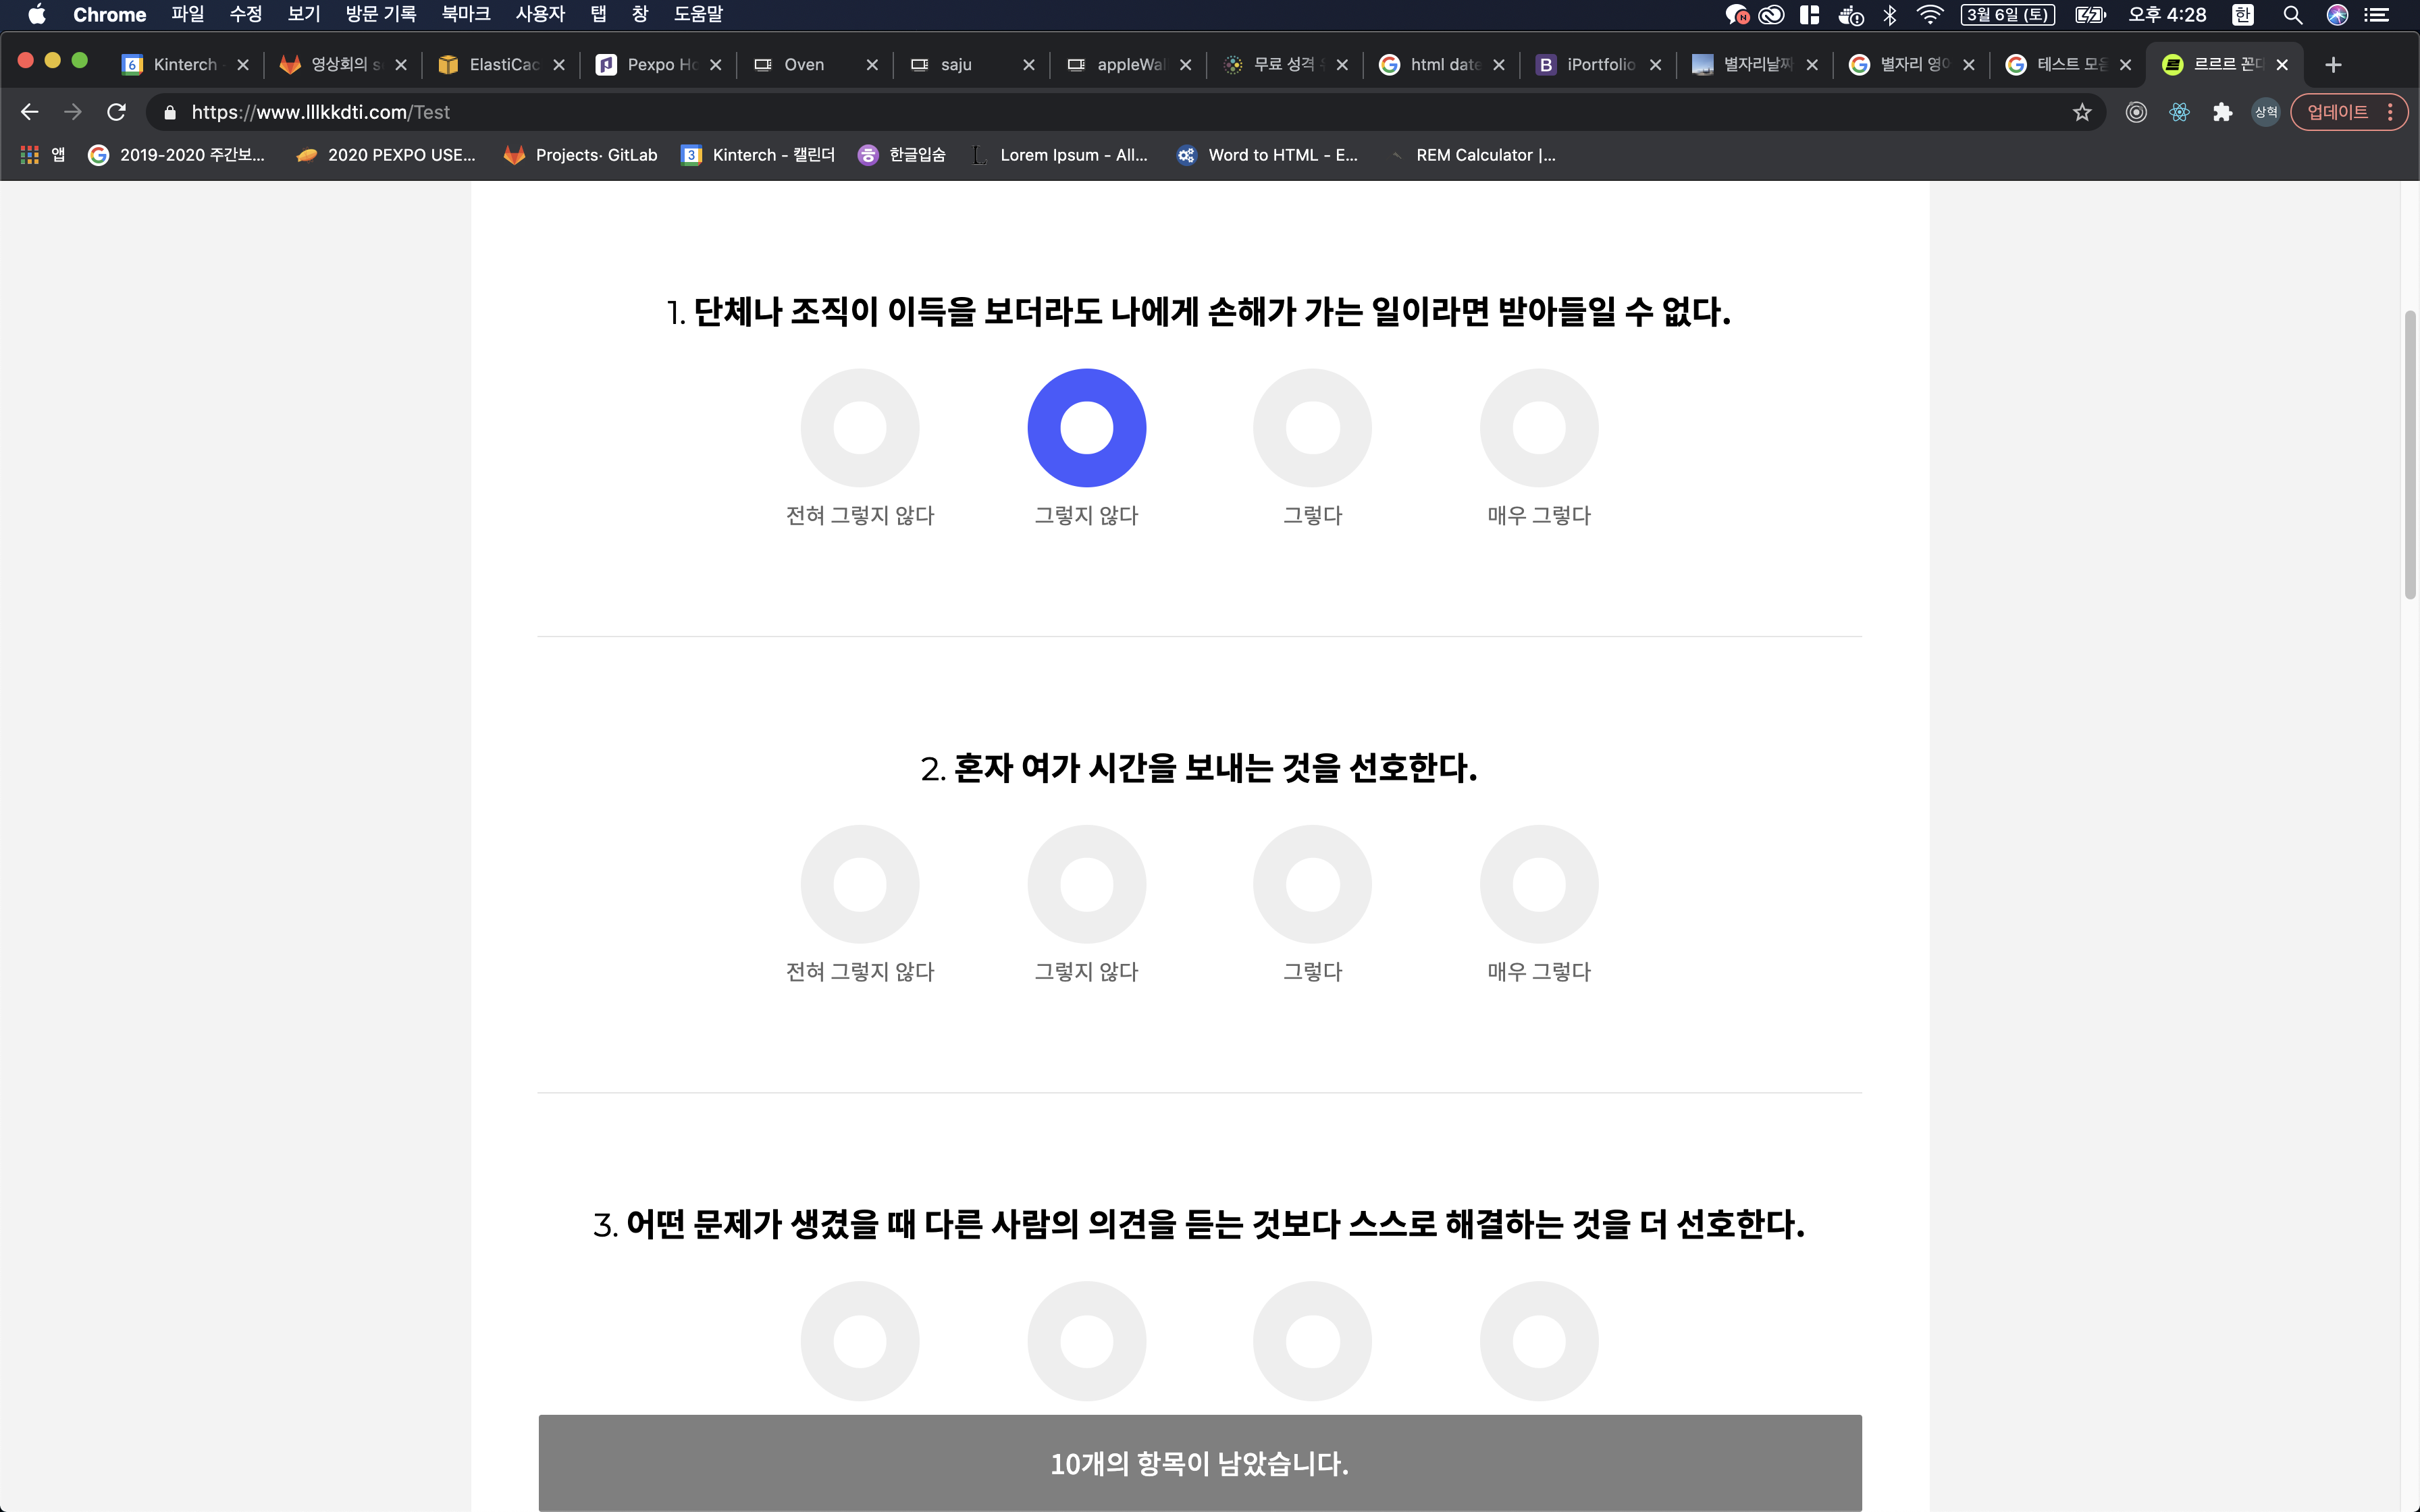 Chrome 파일 수정 보기 방문 기록 북마크 사용자 탭 창 도움말 3월 6일 (토) 오후 4:28 한
6 Kinterch 영상회의 s ElastiCac Pexpo Ho Oven saju appleWal 무료 성격 html date B iPortfolio 별자리날짜 별자리 영어 테스트 모음 르르르 꼰대
https://www.lllkkdti.com/Test 상혁 업데이트
앱 2019-2020 주간보... 2020 PEXPO USE... Projects· GitLab 3 Kinterch - 캘린더 한글입숨 L Lorem Ipsum - All... Word to HTML - E... REM Calculator |...
1. 단체나 조직이 이득을 보더라도 나에게 손해가 가는 일이라면 받아들일 수 없다.
전혀 그렇지 않다 그렇지 않다 그렇다 매우 그렇다
2. 혼자 여가 시간을 보내는 것을 선호한다.
전혀 그렇지 않다 그렇지 않다 그렇다 매우 그렇다
3. 어떤 문제가 생겼을 때 다른 사람의 의견을 듣는 것보다 스스로 해결하는 것을 더 선호한다.
10개의 항목이 남았습니다.